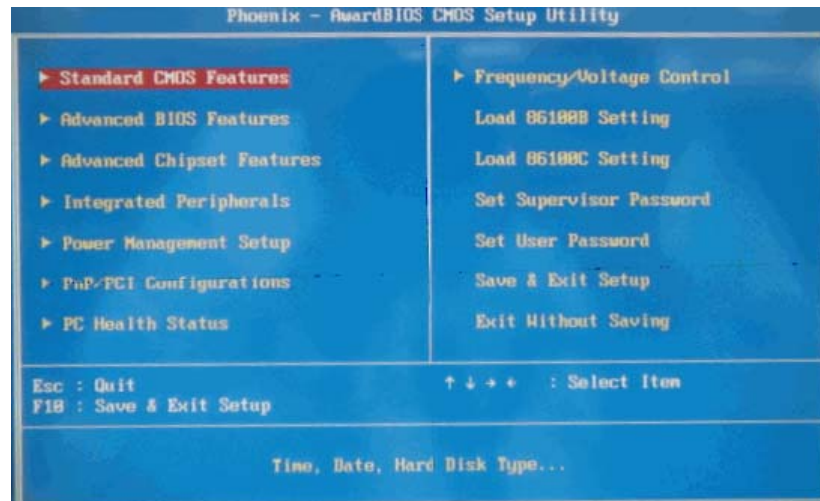 Phoenix - AwardBIOS CMOS Setup Utility
▶ Standard CMOS Features
▶ Advanced BIOS Features
▶ Advanced Chipset Features
▶ Integrated Peripherals
▶ Power Management Setup
▶ PnP/PCI Configurations
▶ PC Health Status
▶ Frequency/Voltage Control
Load 86100B Setting
Load 86100C Setting
Set Supervisor Password
Set User Password
Save & Exit Setup
Exit Without Saving
Esc : Quit
F10 : Save & Exit Setup
↑ ↓ → ← : Select Item
Time, Date, Hard Disk Type...